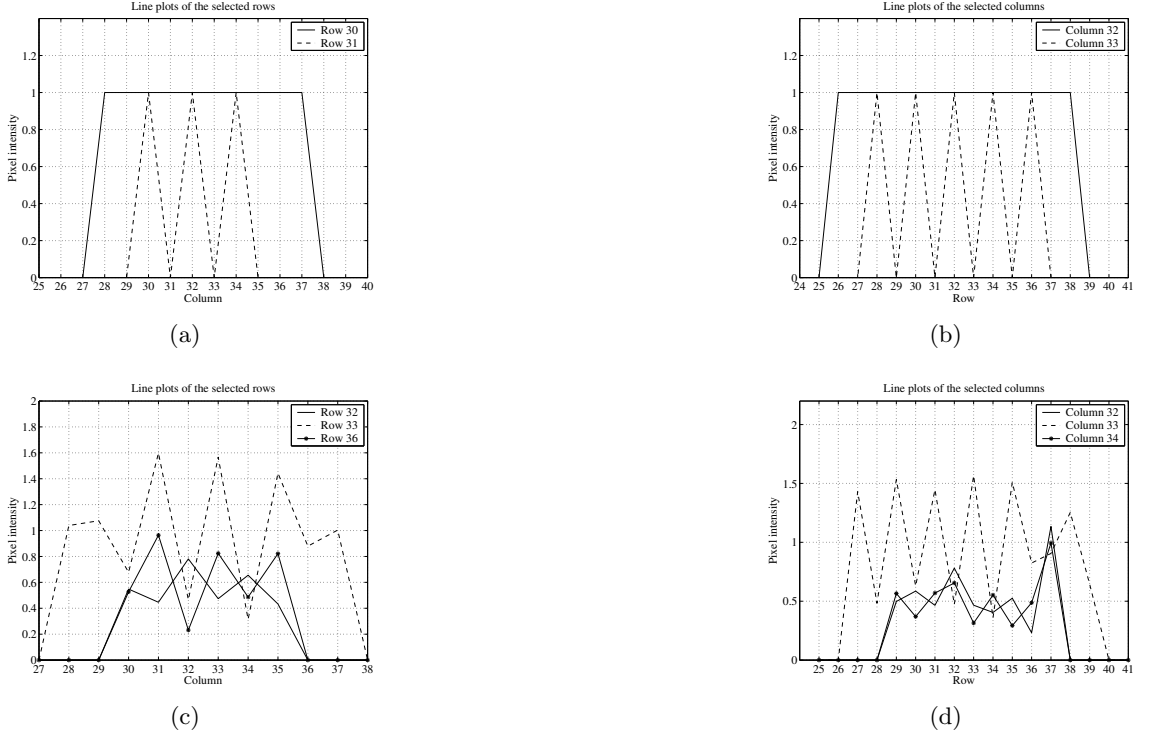 Line plots of the selected rows
Row 30
Row 31
1.2
1
0.8
0.6
0.4
0.2
0
Pixel intensity
25 26 27 28 29 30 31 32 33 34 35 36 37 38 39 40
Column
(a)
Line plots of the selected columns
Column 32
Column 33
1.2
1
0.8
0.6
0.4
0.2
0
Pixel intensity
24 25 26 27 28 29 30 31 32 33 34 35 36 37 38 39 40 41
Row
(b)
Line plots of the selected rows
Row 32
Row 33
Row 36
2
1.8
1.6
1.4
1.2
1
0.8
0.6
0.4
0.2
0
Pixel intensity
27 28 29 30 31 32 33 34 35 36 37 38
Column
(c)
Line plots of the selected columns
Column 32
Column 33
Column 34
2
1.5
1
0.5
0
Pixel intensity
25 26 27 28 29 30 31 32 33 34 35 36 37 38 39 40 41
Row
(d)